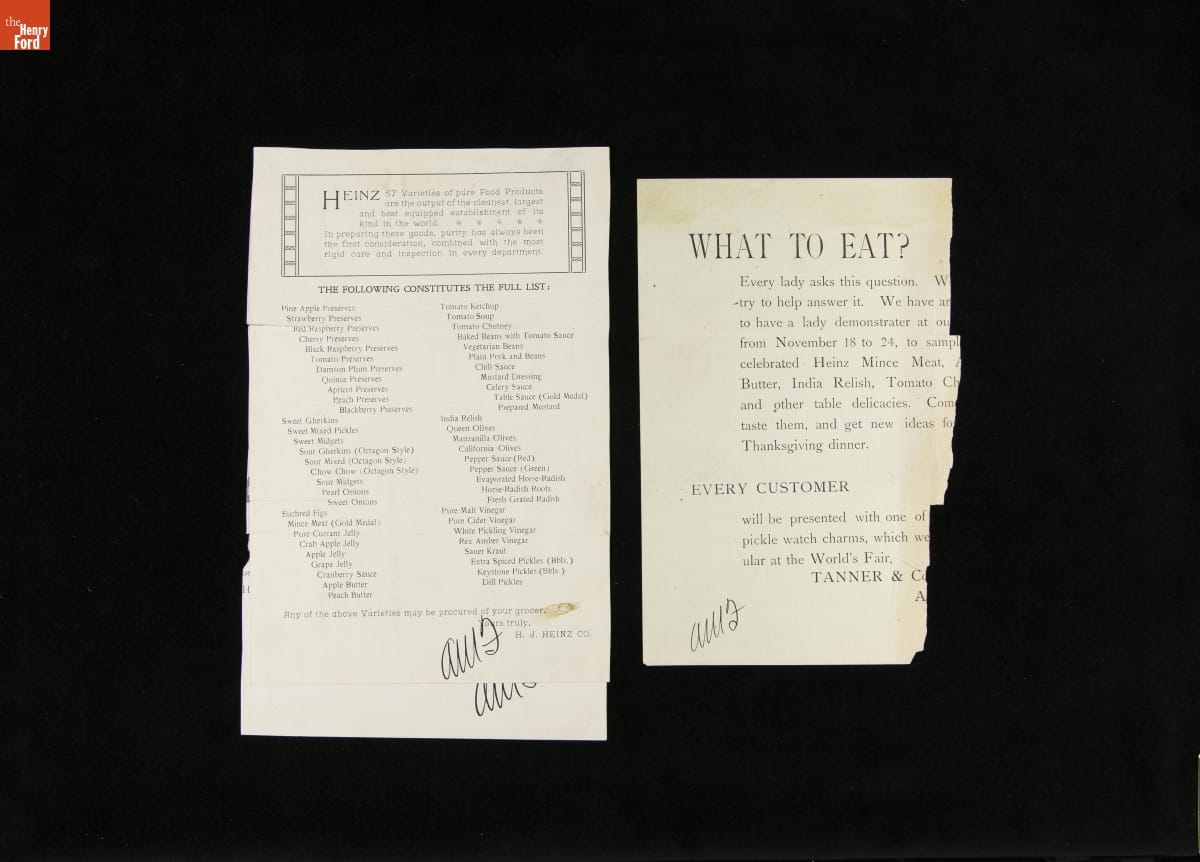 the
Henry
Ford
HEINZ 57 Varieties of pure Food Products
are the output of the cleanest, largest
and best equipped establishment of its
kind in the world. * * * * *
In preparing these goods, purity has always been
the first consideration, combined with the most
rigid care and inspection in every department.
THE FOLLOWING CONSTITUTES THE FULL LIST:
Pine Apple Preserves
Strawberry Preserves
Red Raspberry Preserves
Cherry Preserves
Black Raspberry Preserves
Tomato Preserves
Damson Plum Preserves
Quince Preserves
Apricot Preserves
Peach Preserves
Blackberry Preserves
Sweet Gherkins
Sweet Mixed Pickles
Sweet Midgets
Sour Gherkins (Octagon Style)
Sour Mixed (Octagon Style)
Chow Chow (Octagon Style)
Sour Midgets
Pearl Onions
Sweet Onions
Euchred Figs
Mince Meat (Gold Medal)
Pure Currant Jelly
Crab Apple Jelly
Apple Jelly
Grape Jelly
Cranberry Sauce
Apple Butter
Peach Butter
Tomato Ketchup
Tomato Soup
Tomato Chutney
Baked Beans with Tomato Sauce
Vegetarian Beans
Plain Pork and Beans
Chili Sauce
Mustard Dressing
Celery Sauce
Table Sauce (Gold Medal)
Prepared Mustard
India Relish
Queen Olives
Manzanilla Olives
California Olives
Pepper Sauce (Red)
Pepper Sauce (Green)
Evaporated Horse-Radish
Horse-Radish Roots
Fresh Grated Radish
Pure Malt Vinegar
Pure Cider Vinegar
White Pickling Vinegar
Rex Amber Vinegar
Sauer Kraut
Extra Spiced Pickles (Bbls.)
Keystone Pickles (Bbls.)
Dill Pickles
Any of the above Varieties may be procured of your grocer.
Yours truly,
H. J. HEINZ CO.
WHAT TO EAT?
Every lady asks this question. W
try to help answer it. We have ar
to have a lady demonstrater at ou
from November 18 to 24, to sampl
celebrated Heinz Mince Meat, A
Butter, India Relish, Tomato Ch
and other table delicacies. Com
taste them, and get new ideas fo
Thanksgiving dinner.
EVERY CUSTOMER
will be presented with one of
pickle watch charms, which we
ular at the World's Fair.
TANNER & Co
A